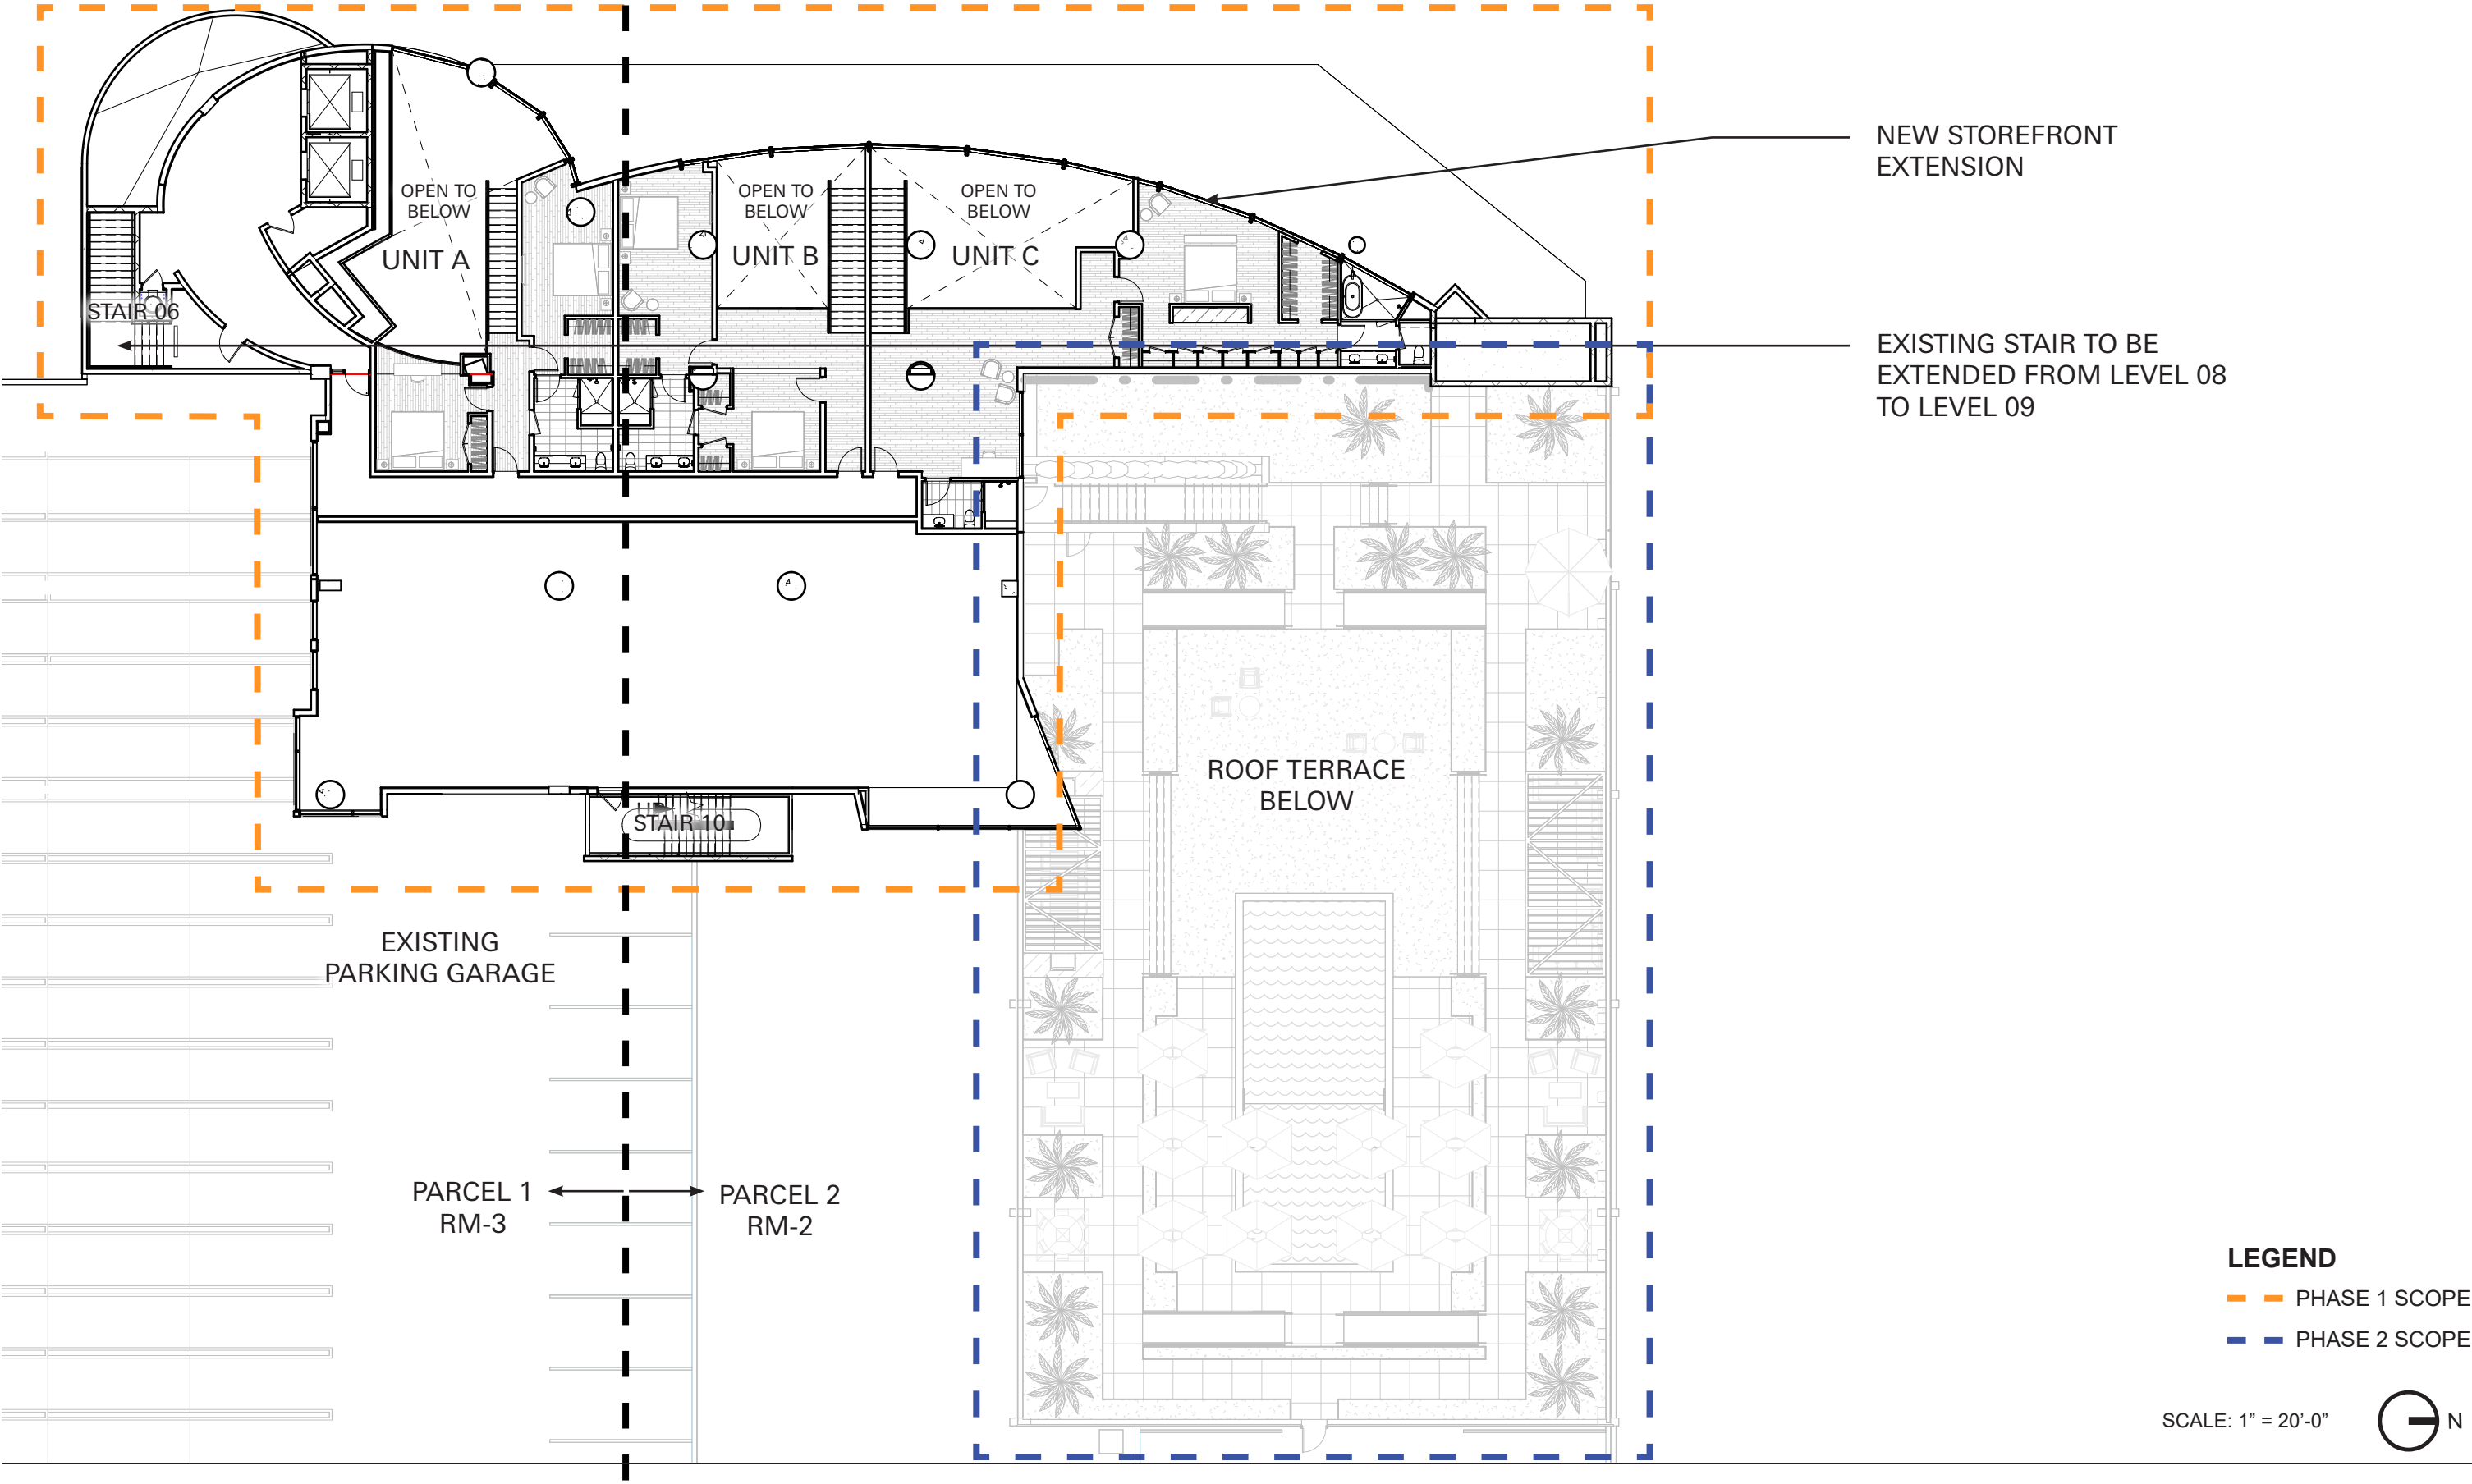 NEW STOREFRONT
EXTENSION
OPEN TO
BELOW
UNIT A
OPEN TO
BELOW
UNIT B
OPEN TO
BELOW
UNIT C
STAIR 06
EXISTING STAIR TO BE
EXTENDED FROM LEVEL 08
TO LEVEL 09
ROOF TERRACE
BELOW
STAIR 10
EXISTING
PARKING GARAGE
PARCEL 1
RM-3
PARCEL 2
RM-2
LEGEND
PHASE 1 SCOPE
PHASE 2 SCOPE
SCALE: 1” = 20’-0”
N